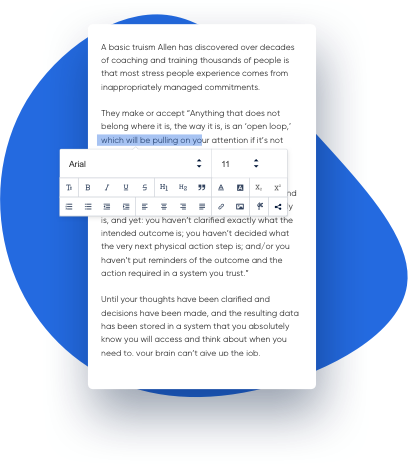 A basic truism Allen has discovered over decades
of coaching and training thousands of people is
that most stress people experience comes from
inappropriately managed commitments.
They make or accept “Anything that does not
belong where it is, the way it is, is an ‘open loop,’
which will be pulling on your attention if it’s not
Arial 11
Tt B I U S H1 H2 ❞ A A X₁ X²
nd
y
is, and yet: you haven’t clarified exactly what the
intended outcome is; you haven’t decided what
the very next physical action step is; and/or you
haven’t put reminders of the outcome and the
action required in a system you trust.”
Until your thoughts have been clarified and
decisions have been made, and the resulting data
has been stored in a system that you absolutely
know you will access and think about when you
need to, your brain can’t give up the job.